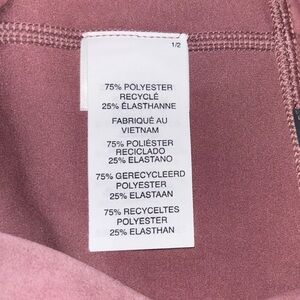 1/2
75% POLYESTER
RECYCLÉ
25% ÉLASTHANNE
FABRIQUÉ AU
VIETNAM
75% POLIÉSTER
RECICLADO
25% ELASTANO
75% GERECYCLEERD
POLYESTER
25% ELASTAAN
75% RECYCELTES
POLYESTER
25% ELASTHAN